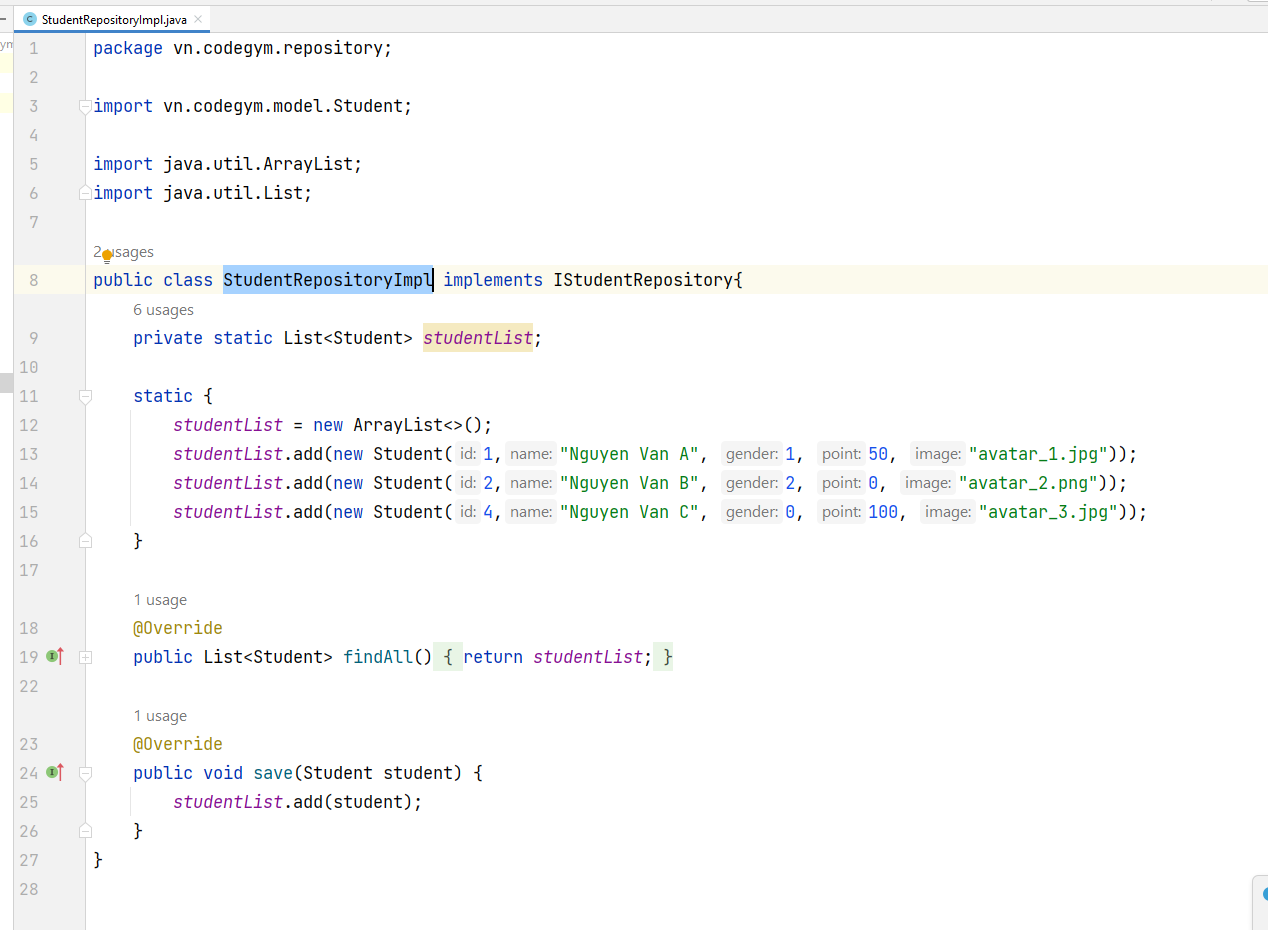 StudentRepositoryImpl.java
1 package vn.codegym.repository;
2
3 import vn.codegym.model.Student;
4
5 import java.util.ArrayList;
6 import java.util.List;
7
2 usages
8 public class StudentRepositoryImpl implements IStudentRepository{
6 usages
9 private static List<Student> studentList;
10
11 static {
12 studentList = new ArrayList<>();
13 studentList.add(new Student( id: 1, name: "Nguyen Van A", gender: 1, point: 50, image: "avatar_1.jpg"));
14 studentList.add(new Student( id: 2, name: "Nguyen Van B", gender: 2, point: 0, image: "avatar_2.png"));
15 studentList.add(new Student( id: 4, name: "Nguyen Van C", gender: 0, point: 100, image: "avatar_3.jpg"));
16 }
17
1 usage
18 @Override
19 public List<Student> findAll() { return studentList; }
22
1 usage
23 @Override
24 public void save(Student student) {
25 studentList.add(student);
26 }
27 }
28